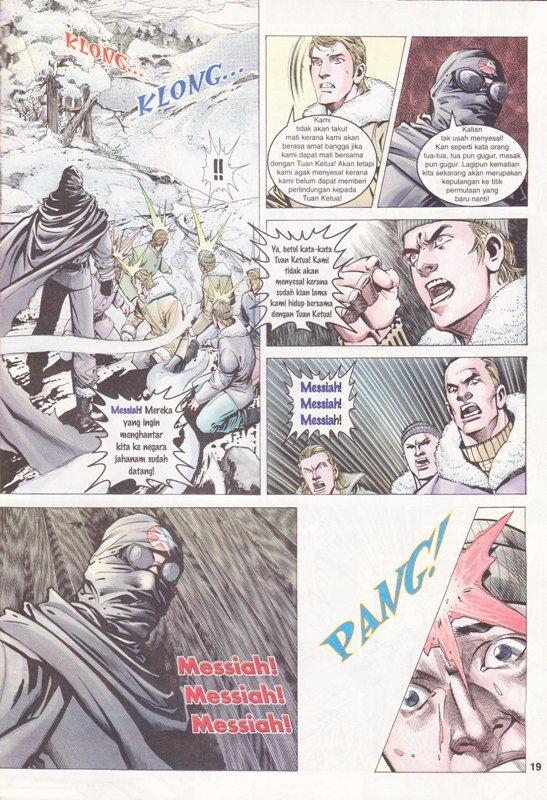 KLONG...
KLONG...
!!
Messiah! Mereka
yang ingin
menghantar
kita ke negara
jahanam sudah
datang!
Kami
tidak akan takut
mati kerana kami akan
berasa amat bangga jika
kami dapat mati bersama
dengan Tuan Ketua! Akan tetapi
kami agak menyesal kerana
kami belum dapat memberi
perlindungan kepada
Tuan Ketua!
Kalian
tak usah menyesal!
Kan seperti kata orang
tua-tua, tua pun gugur, masak
pun gugur. Lagipun kematian
kita sekarang akan merupakan
kepulangan ke titik
permulaan yang
baru nanti!
Ya, betul kata-kata
Tuan Ketua! Kami
tidak akan
menyesal kerana
sudah kian lama
kami hidup bersama
dengan Tuan Ketua!
Messiah!
Messiah!
Messiah!
Messiah!
Messiah!
Messiah!
PANG!
19